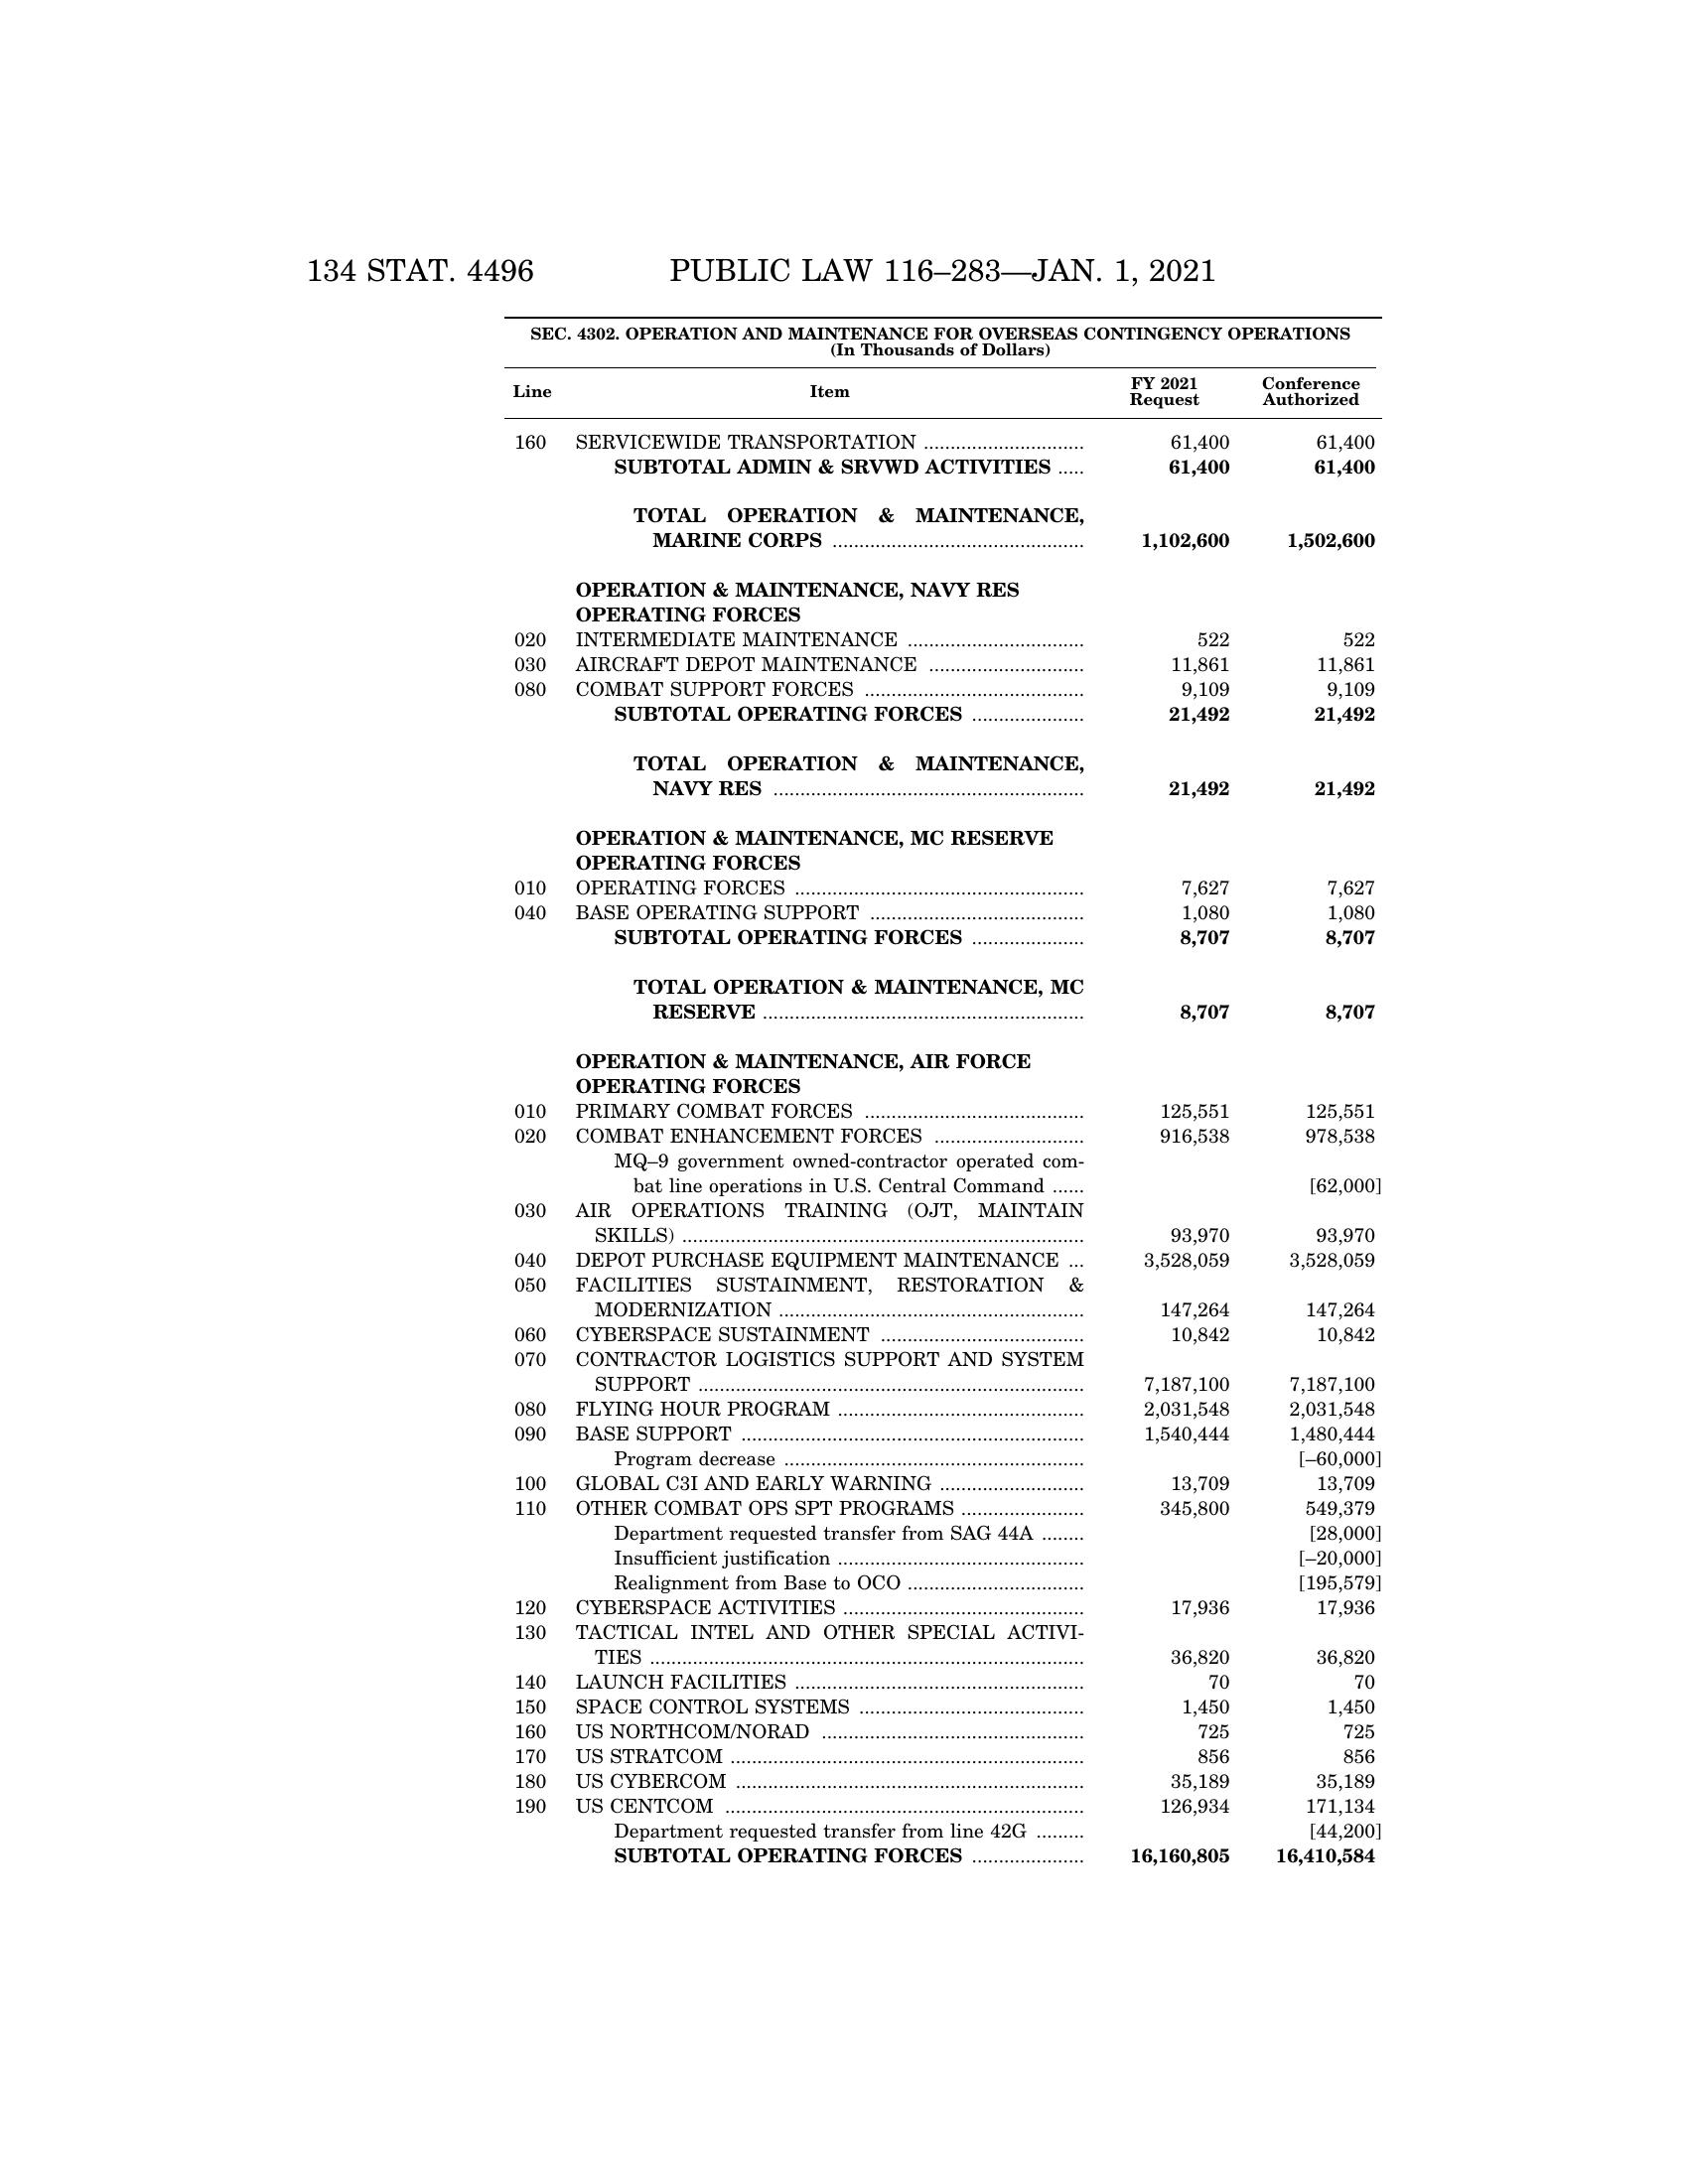 134 STAT. 4496 PUBLIC LAW 116–283—JAN. 1, 2021
SEC. 4302. OPERATION AND MAINTENANCE FOR OVERSEAS CONTINGENCY OPERATIONS
(In Thousands of Dollars)
Line Item FY 2021 Request Conference Authorized
160 SERVICEWIDE TRANSPORTATION .............................. 61,400 61,400
SUBTOTAL ADMIN & SRVWD ACTIVITIES ..... 61,400 61,400
TOTAL OPERATION & MAINTENANCE,
MARINE CORPS ............................................... 1,102,600 1,502,600
OPERATION & MAINTENANCE, NAVY RES
OPERATING FORCES
020 INTERMEDIATE MAINTENANCE ................................. 522 522
030 AIRCRAFT DEPOT MAINTENANCE ............................. 11,861 11,861
080 COMBAT SUPPORT FORCES ......................................... 9,109 9,109
SUBTOTAL OPERATING FORCES ..................... 21,492 21,492
TOTAL OPERATION & MAINTENANCE,
NAVY RES .......................................................... 21,492 21,492
OPERATION & MAINTENANCE, MC RESERVE
OPERATING FORCES
010 OPERATING FORCES ...................................................... 7,627 7,627
040 BASE OPERATING SUPPORT ........................................ 1,080 1,080
SUBTOTAL OPERATING FORCES ..................... 8,707 8,707
TOTAL OPERATION & MAINTENANCE, MC
RESERVE ............................................................ 8,707 8,707
OPERATION & MAINTENANCE, AIR FORCE
OPERATING FORCES
010 PRIMARY COMBAT FORCES ......................................... 125,551 125,551
020 COMBAT ENHANCEMENT FORCES ............................ 916,538 978,538
MQ–9 government owned-contractor operated com-
bat line operations in U.S. Central Command ...... [62,000]
030 AIR OPERATIONS TRAINING (OJT, MAINTAIN
SKILLS) ........................................................................... 93,970 93,970
040 DEPOT PURCHASE EQUIPMENT MAINTENANCE ... 3,528,059 3,528,059
050 FACILITIES SUSTAINMENT, RESTORATION &
MODERNIZATION ......................................................... 147,264 147,264
060 CYBERSPACE SUSTAINMENT ...................................... 10,842 10,842
070 CONTRACTOR LOGISTICS SUPPORT AND SYSTEM
SUPPORT ........................................................................ 7,187,100 7,187,100
080 FLYING HOUR PROGRAM .............................................. 2,031,548 2,031,548
090 BASE SUPPORT ................................................................ 1,540,444 1,480,444
Program decrease ........................................................ [–60,000]
100 GLOBAL C3I AND EARLY WARNING ........................... 13,709 13,709
110 OTHER COMBAT OPS SPT PROGRAMS ....................... 345,800 549,379
Department requested transfer from SAG 44A ........ [28,000]
Insufficient justification .............................................. [–20,000]
Realignment from Base to OCO ................................. [195,579]
120 CYBERSPACE ACTIVITIES ............................................. 17,936 17,936
130 TACTICAL INTEL AND OTHER SPECIAL ACTIVI-
TIES ................................................................................. 36,820 36,820
140 LAUNCH FACILITIES ...................................................... 70 70
150 SPACE CONTROL SYSTEMS .......................................... 1,450 1,450
160 US NORTHCOM/NORAD ................................................. 725 725
170 US STRATCOM .................................................................. 856 856
180 US CYBERCOM ................................................................. 35,189 35,189
190 US CENTCOM ................................................................... 126,934 171,134
Department requested transfer from line 42G ......... [44,200]
SUBTOTAL OPERATING FORCES ..................... 16,160,805 16,410,584